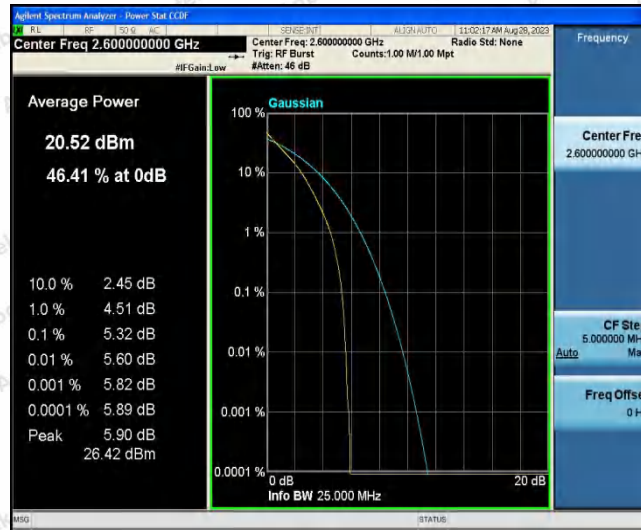 Agilent Spectrum Analyzer - Power Stat CCDF
RL RF 50 Ω AC SENSE:INT ALIGN AUTO 11:02:17 AM Aug 28, 2023
Center Freq 2.600000000 GHz
Center Freq: 2.600000000 GHz Radio Std: None
Trig: RF Burst Counts:1.00 M/1.00 Mpt
#IFGain:Low #Atten: 46 dB
Frequency
Average Power
20.52 dBm
46.41 % at 0dB
10.0 % 2.45 dB
1.0 % 4.51 dB
0.1 % 5.32 dB
0.01 % 5.60 dB
0.001 % 5.82 dB
0.0001 % 5.89 dB
Peak 5.90 dB
26.42 dBm
Gaussian
100 %
10 %
1 %
0.1 %
0.01 %
0.001 %
0.0001 %
0 dB 20 dB
Info BW 25.000 MHz
Center Fre
2.600000000 GH
CF Ste
5.000000 MH
Auto Ma
Freq Offse
0 H
MSG STATUS